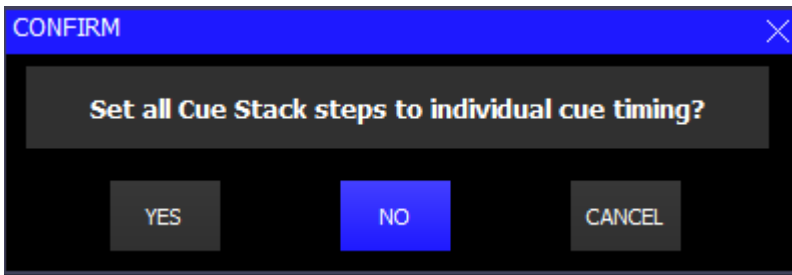 CONFIRM
Set all Cue Stack steps to individual cue timing?
YES
NO
CANCEL